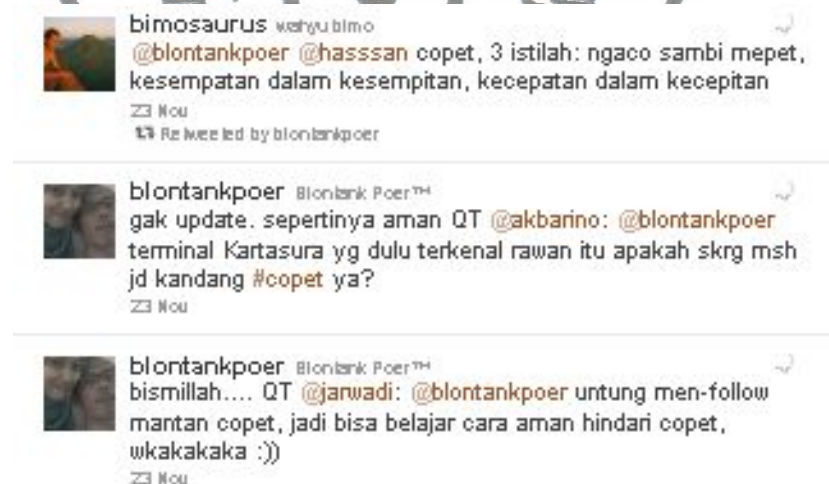 bimosaurus wahyu bimo
@blontankpoer @hasssan copet, 3 istilah: ngaco sambi mepet,
kesempatan dalam kesempitan, kecepatan dalam kecepitan
23 Nov
Retweeted by blontankpoer
blontankpoer Blontank Poer™
gak update. sepertinya aman QT @akbarino: @blontankpoer
terminal Kartasura yg dulu terkenal rawan itu apakah skrg msh
jd kandang #copet ya?
23 Nov
blontankpoer Blontank Poer™
bismillah.... QT @jarwadi: @blontankpoer untung men-follow
mantan copet, jadi bisa belajar cara aman hindari copet,
wkakakaka :))
23 Nov